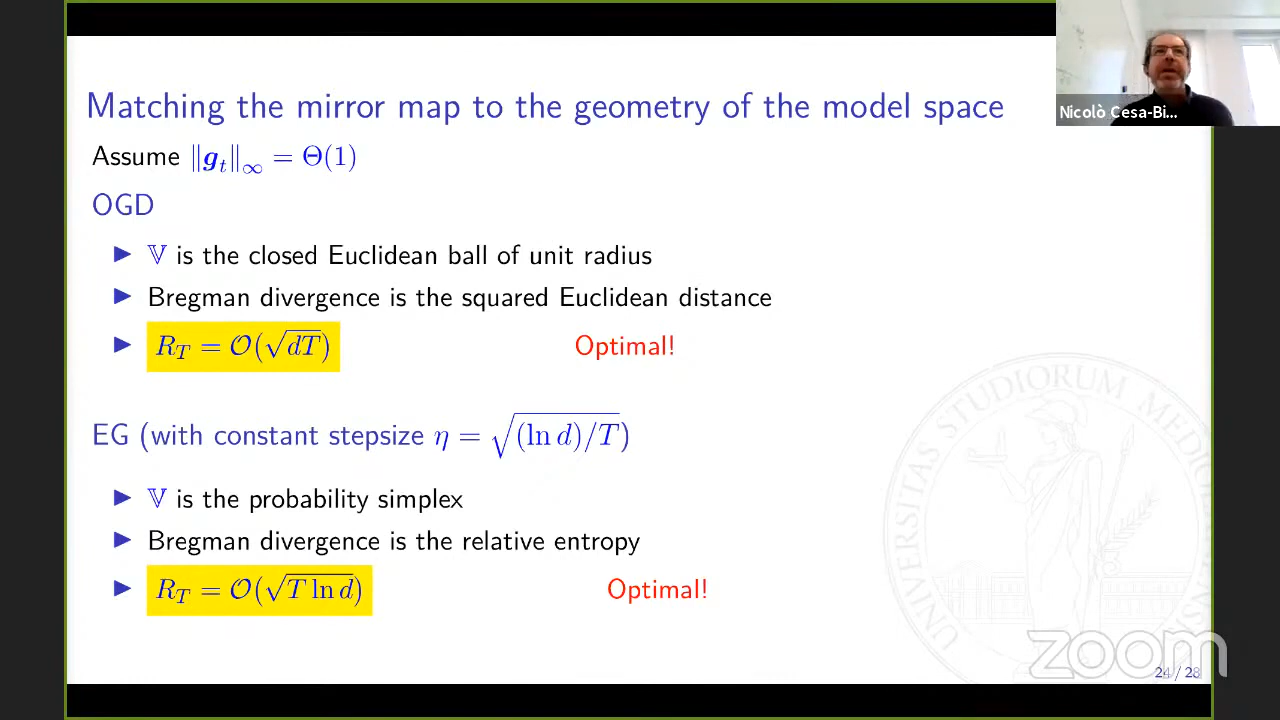 Matching the mirror map to the geometry of the model space
Nicolò Cesa-Bi...
Assume ‖g_t‖_∞ = Θ(1)
OGD
▶ 𝕍 is the closed Euclidean ball of unit radius
▶ Bregman divergence is the squared Euclidean distance
▶ R_T = 𝒪(√(dT)) Optimal!
EG (with constant stepsize η = √((ln d)/T))
▶ 𝕍 is the probability simplex
▶ Bregman divergence is the relative entropy
▶ R_T = 𝒪(√(T ln d)) Optimal!
UNIVERSITAS STUDIORUM MEDIOLANENSIS
zoom
24 / 28